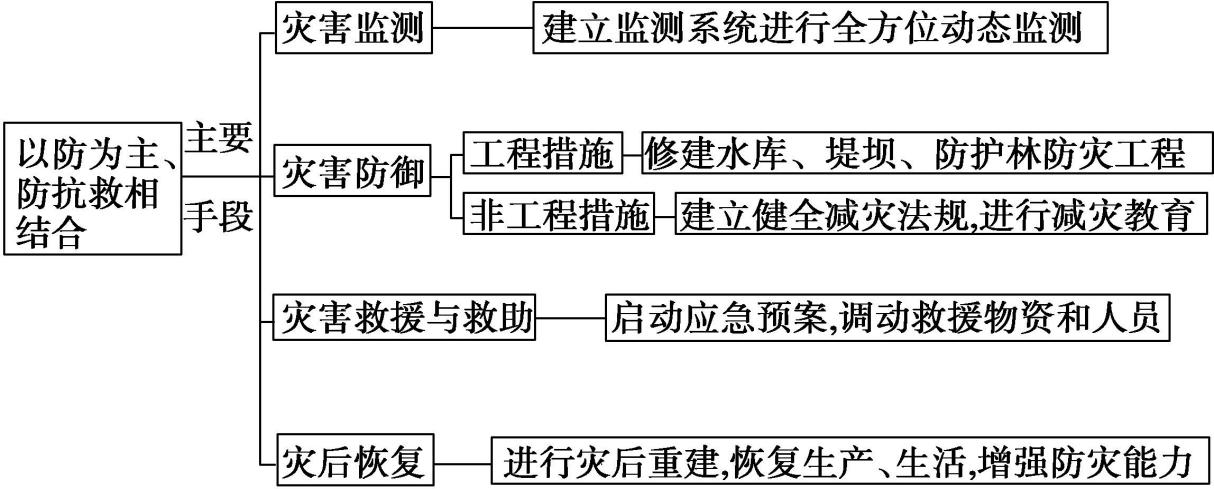 灾害监测
建立监测系统进行全方位动态监测
以防为主、
防抗救相
结合
主要
手段
灾害防御
工程措施
修建水库、堤坝、防护林防灾工程
非工程措施
建立健全减灾法规,进行减灾教育
灾害救援与救助
启动应急预案,调动救援物资和人员
灾后恢复
进行灾后重建,恢复生产、生活,增强防灾能力